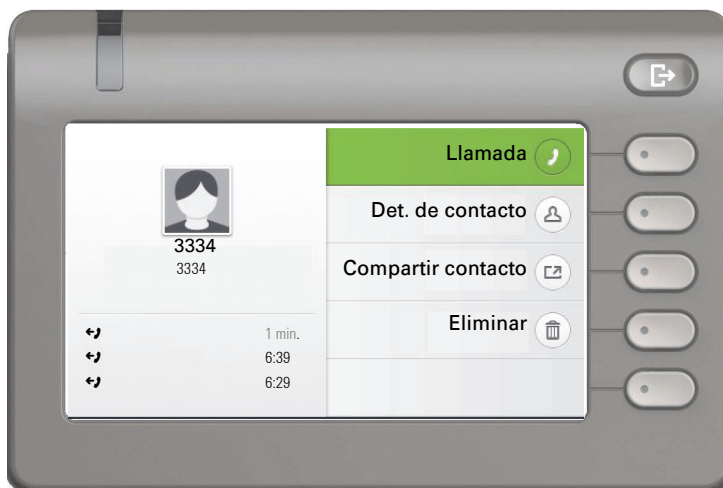 3334
3334
1 min.
6:39
6:29
Llamada
Det. de contacto
Compartir contacto
Eliminar